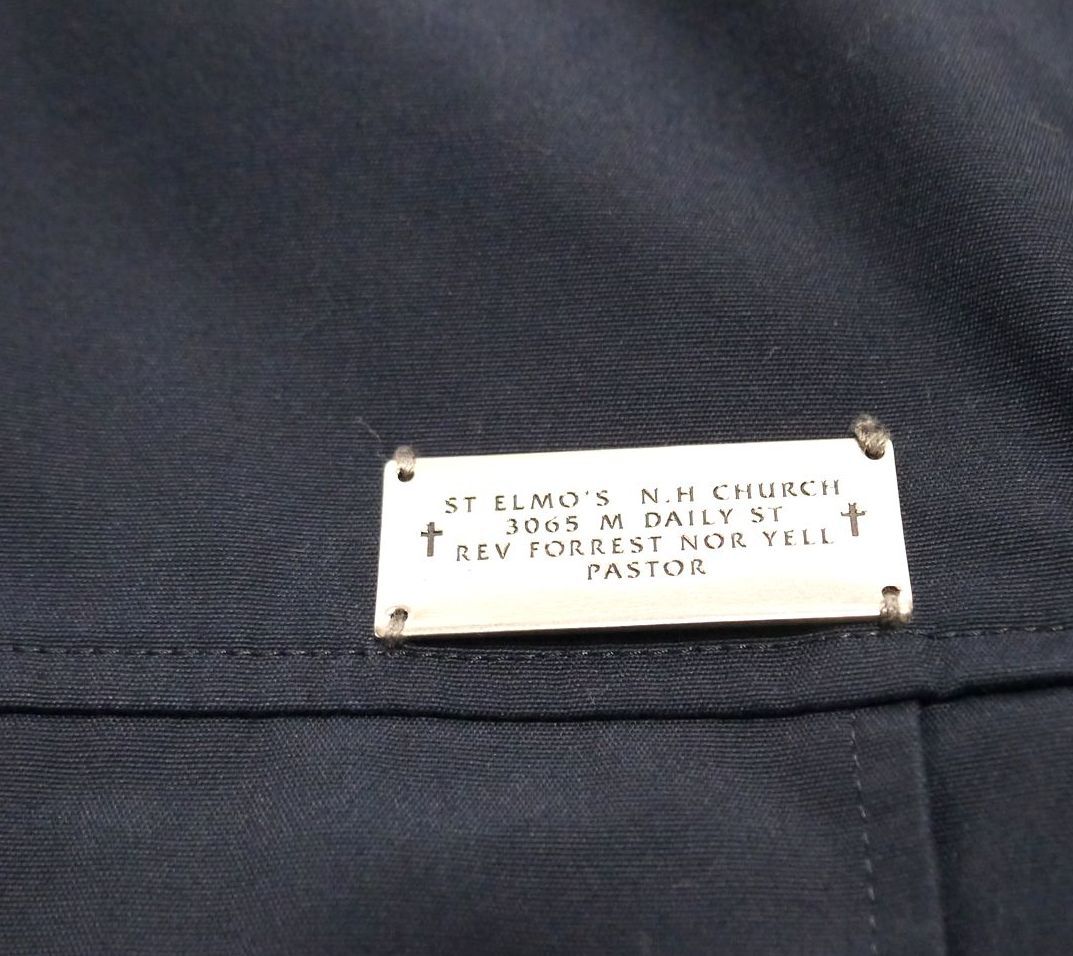 ST ELMO'S N.H CHURCH
3065 M DAILY ST
REV FORREST NOR YELL
PASTOR